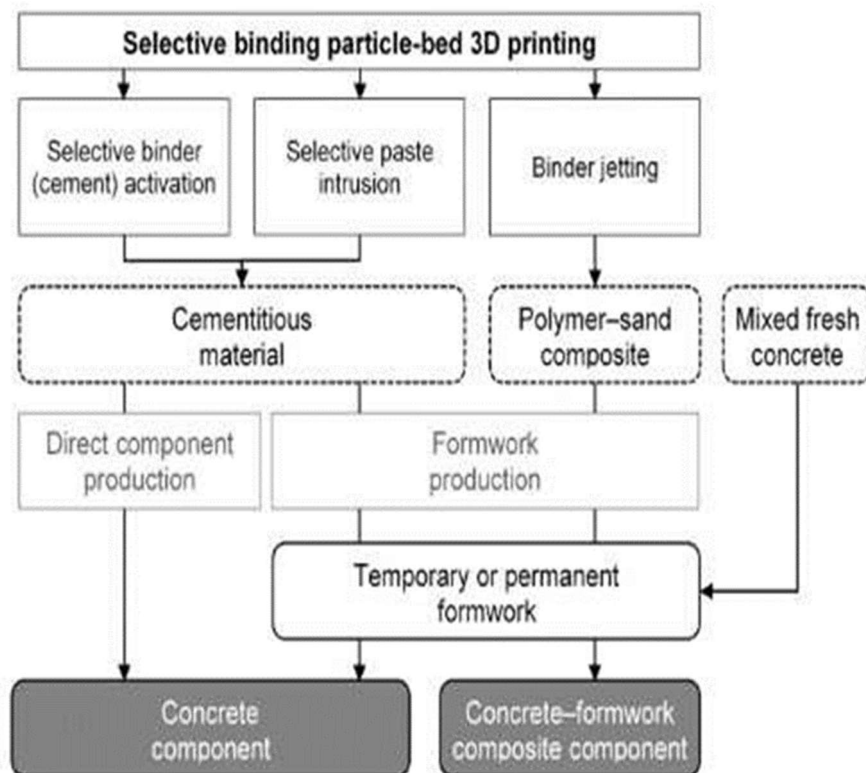 Selective binding particle-bed 3D printing
Selective binder
(cement) activation
Selective paste
intrusion
Binder jetting
Cementitious
material
Polymer–sand
composite
Mixed fresh
concrete
Direct component
production
Formwork
production
Temporary or permanent
formwork
Concrete
component
Concrete–formwork
composite component